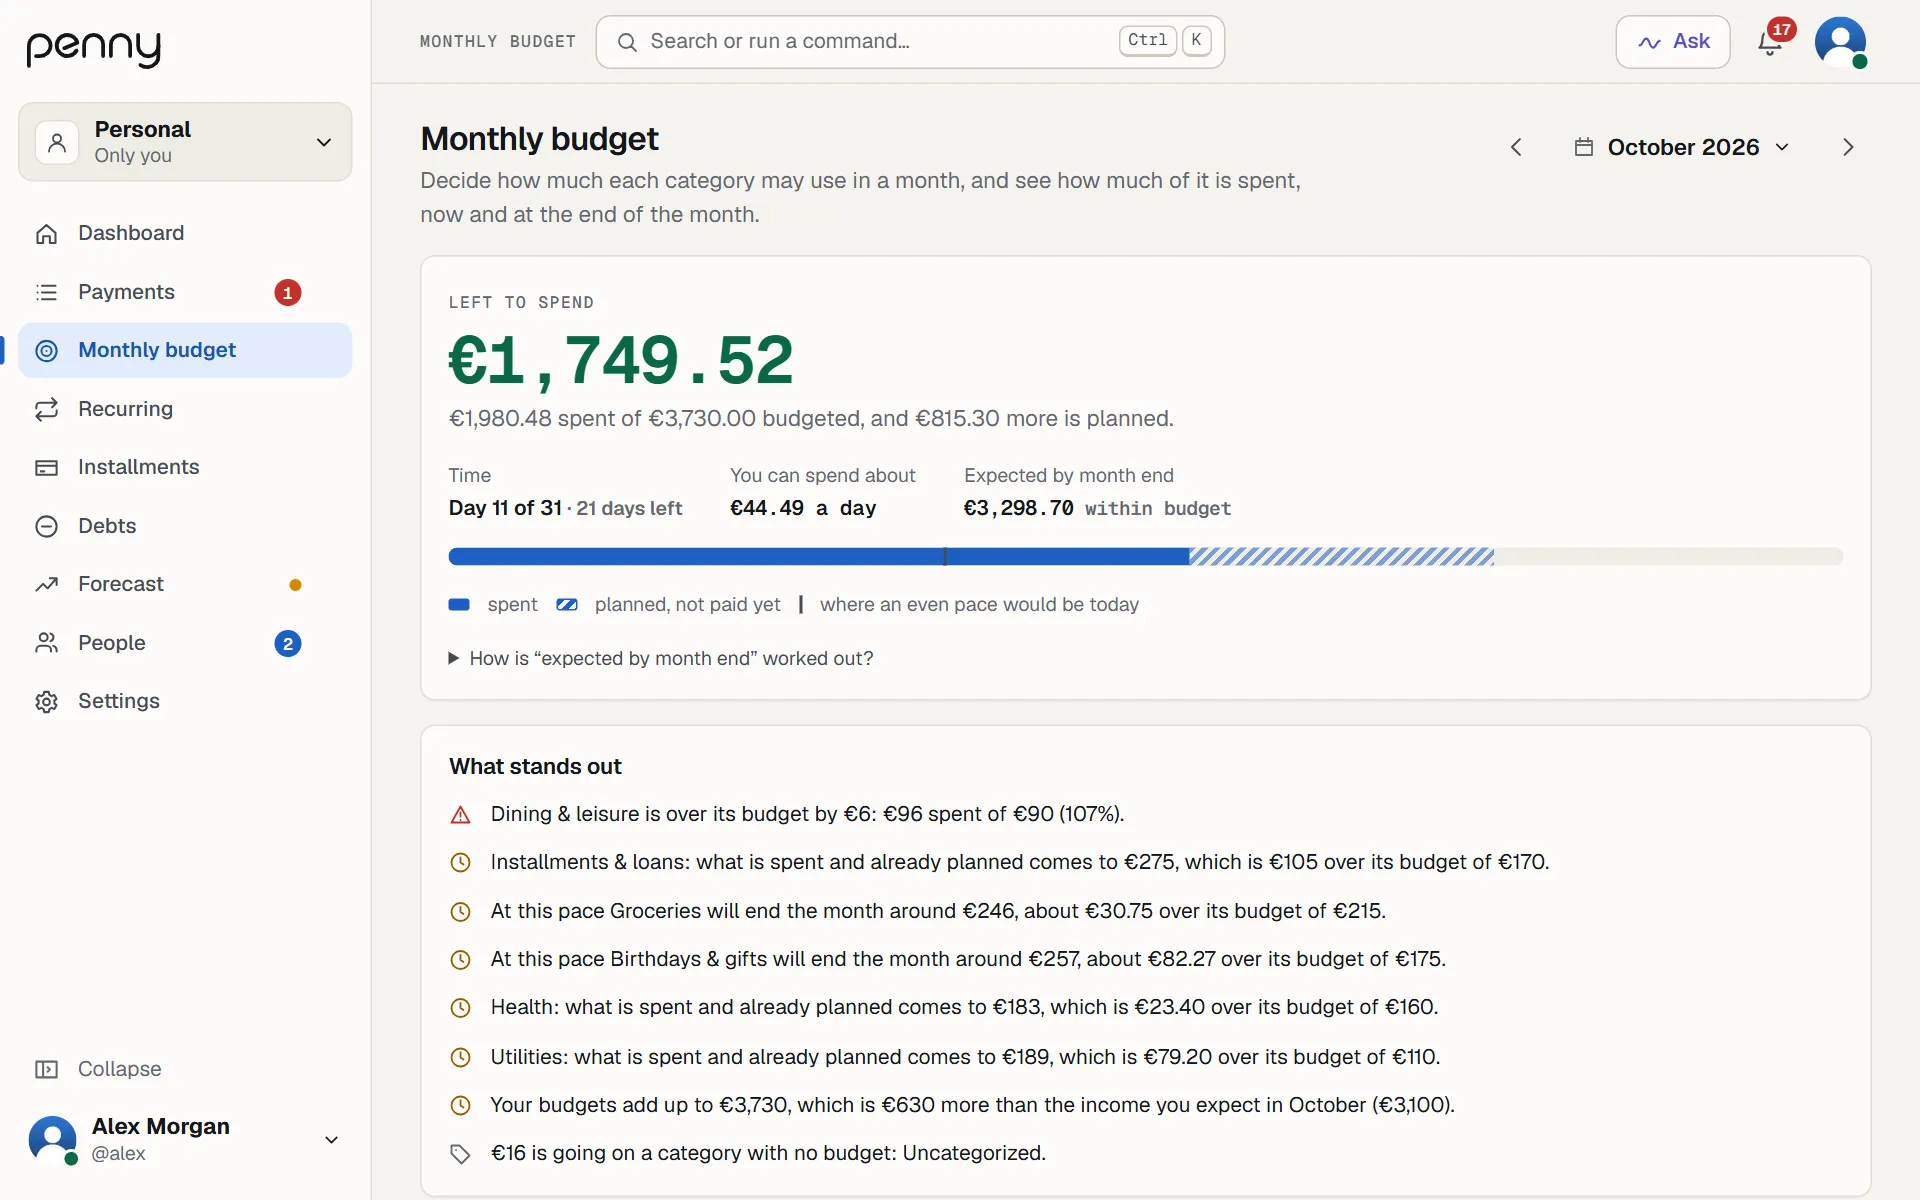 penny
MONTHLY BUDGET
Search or run a command...
Ctrl K
Ask
17
Personal
Only you
Dashboard
Payments 1
Monthly budget
Recurring
Installments
Debts
Forecast
People 2
Settings
Collapse
Alex Morgan
@alex
Monthly budget
October 2026
Decide how much each category may use in a month, and see how much of it is spent,
now and at the end of the month.
LEFT TO SPEND
€1,749.52
€1,980.48 spent of €3,730.00 budgeted, and €815.30 more is planned.
Time
Day 11 of 31 · 21 days left
You can spend about
€44.49 a day
Expected by month end
€3,298.70 within budget
spent
planned, not paid yet
where an even pace would be today
How is “expected by month end” worked out?
What stands out
Dining & leisure is over its budget by €6: €96 spent of €90 (107%).
Installments & loans: what is spent and already planned comes to €275, which is €105 over its budget of €170.
At this pace Groceries will end the month around €246, about €30.75 over its budget of €215.
At this pace Birthdays & gifts will end the month around €257, about €82.27 over its budget of €175.
Health: what is spent and already planned comes to €183, which is €23.40 over its budget of €160.
Utilities: what is spent and already planned comes to €189, which is €79.20 over its budget of €110.
Your budgets add up to €3,730, which is €630 more than the income you expect in October (€3,100).
€16 is going on a category with no budget: Uncategorized.